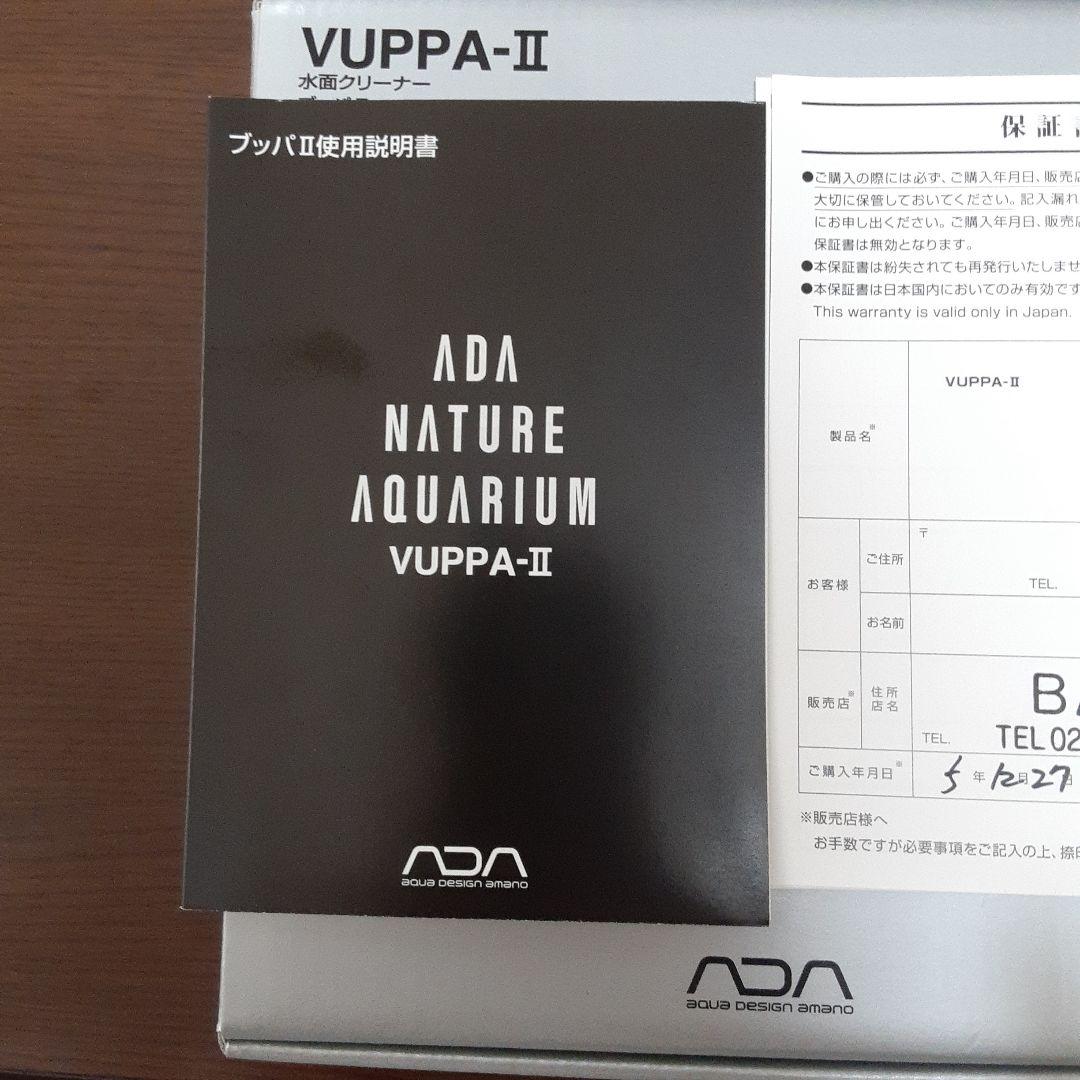 VUPPA-Ⅱ
水面クリーナー
ブッパⅡ使用説明書
ADA
NATURE
AQUARIUM
VUPPA-Ⅱ
ADA
aqua DESIGN amano
保証
●ご購入の際には必ず、ご購入年月日、販売店
大切に保管しておいてください。記入漏れ
にお申し出ください。ご購入年月日、販売店
保証書は無効となります。
●本保証書は紛失されても再発行いたしませ
●本保証書は日本国内においてのみ有効です
This warranty is valid only in Japan.
製品名※
VUPPA-Ⅱ
お客様
ご住所
〒
TEL.
お名前
販売店※
住所
店名
BA
TEL.
TEL 02
ご購入年月日※
5年12月27日
※販売店様へ
お手数ですが必要事項をご記入の上、捺印
ADA
aqua DESIGN amano